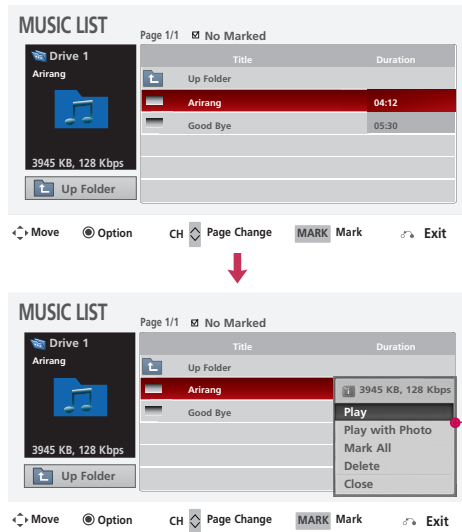 MUSIC LIST
Page 1/1 No Marked
Drive 1
Arirang
3945 KB, 128 Kbps
Up Folder
Title Duration
Up Folder
Arirang 04:12
Good Bye 05:30
Move Option CH Page Change MARK Mark Exit
MUSIC LIST
Page 1/1 No Marked
Drive 1
Arirang
3945 KB, 128 Kbps
Up Folder
Title Duration
Up Folder
Arirang
Good Bye
3945 KB, 128 Kbps
Play
Play with Photo
Mark All
Delete
Close
Move Option CH Page Change MARK Mark Exit